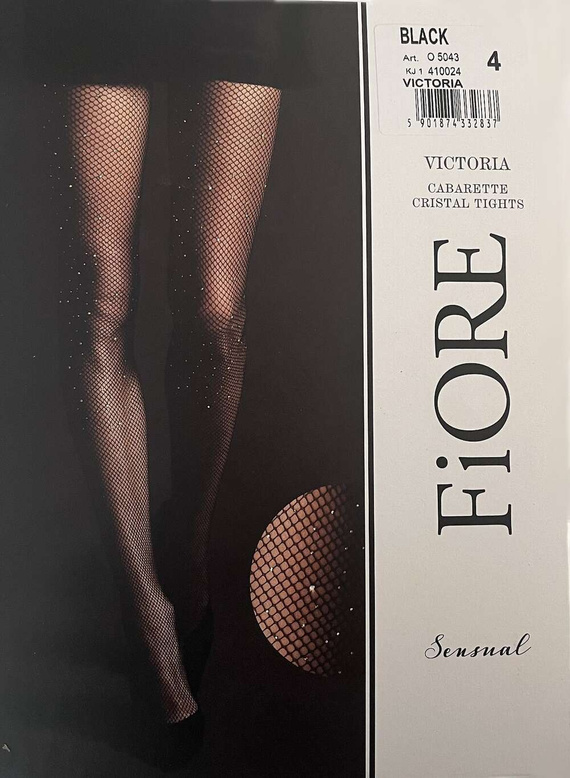 BLACK
Art. O 5043 4
KJ 1 410024
VICTORIA
5 901874 332837
VICTORIA
CABARETTE
CRISTAL TIGHTS
FiORE
Sensual